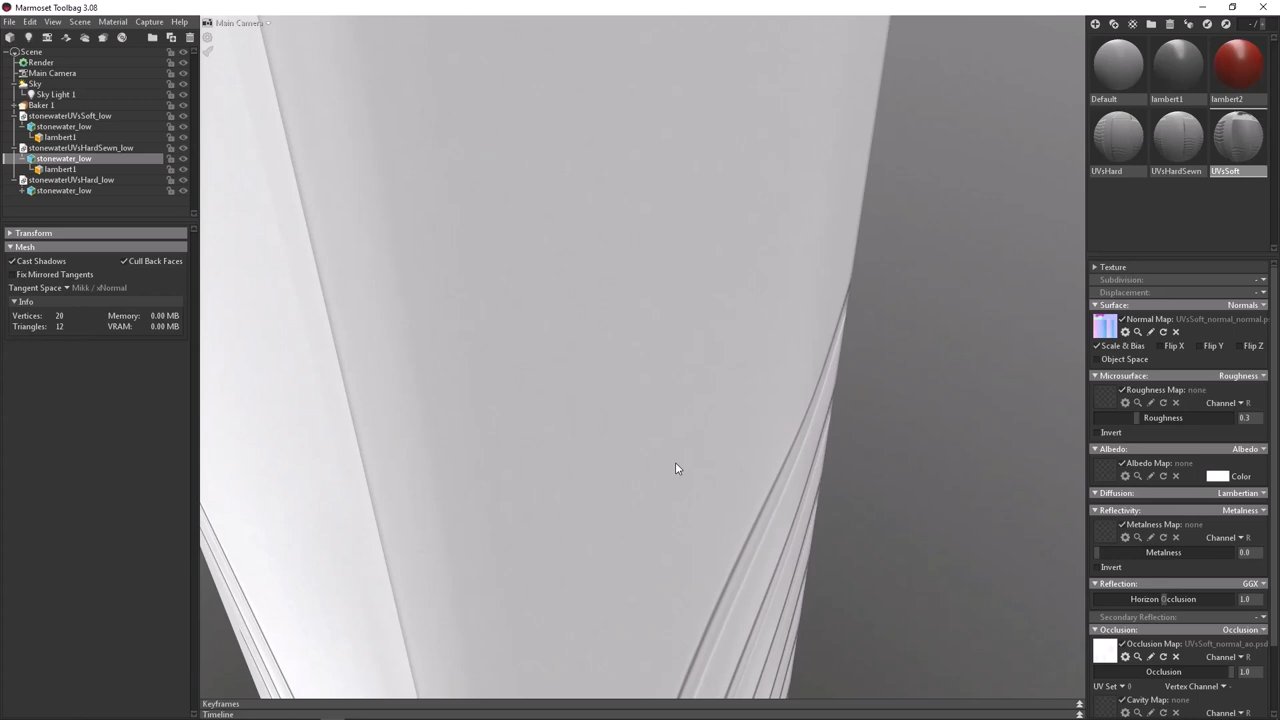 Marmoset Toolbag 3.08
File Edit View Scene Material Capture Help
Main Camera
Scene
Render
Main Camera
Sky
Sky Light 1
Baker 1
stonewaterUVsSoft_low
stonewater_low
lambert1
stonewaterUVsHardSewn_low
stonewater_low
lambert1
stonewaterUVsHard_low
stonewater_low
Transform
Mesh
Cast Shadows Cull Back Faces
Fix Mirrored Tangents
Tangent Space Mikk / xNormal
Info
Vertices: 20 Memory: 0.00 MB
Triangles: 12 VRAM: 0.00 MB
Keyframes
Timeline
- /
Default lambert1 lambert2
UVsHard UVsHardSewn UVsSoft
Texture
Subdivision: -
Displacement: -
Surface: Normals
Normal Map: UVsSoft_normal_normal.p
Scale & Bias Flip X Flip Y Flip Z
Object Space
Microsurface: Roughness
Roughness Map: none
Channel R
Roughness 0.3
Invert
Albedo: Albedo
Albedo Map: none
Color
Diffusion: Lambertian
Reflectivity: Metalness
Metalness Map: none
Channel R
Metalness 0.0
Invert
Reflection: GGX
Horizon Occlusion 1.0
Secondary Reflection: -
Occlusion: Occlusion
Occlusion Map: UVsSoft_normal_ao.psd
Channel R
Occlusion 1.0
UV Set 0 Vertex Channel -
Cavity Map: none
Channel R